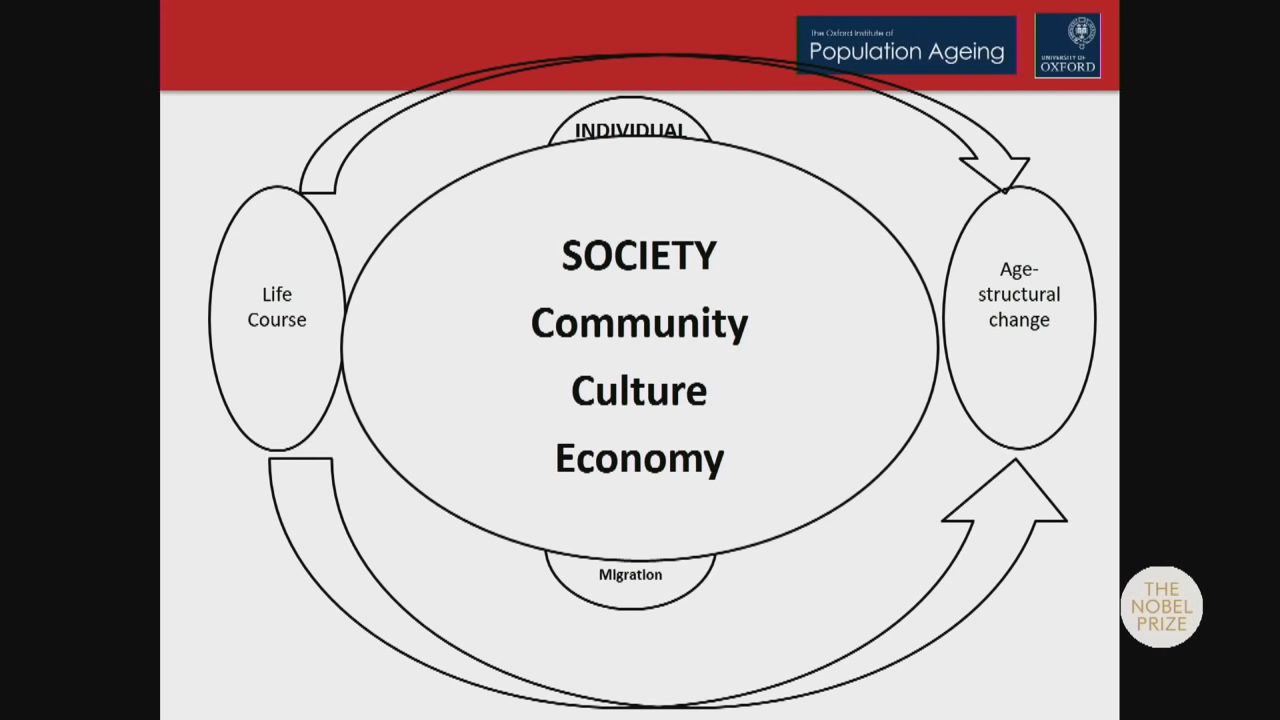 The Oxford Institute of
Population Ageing
UNIVERSITY OF
OXFORD
INDIVIDUAL
SOCIETY
Community
Culture
Economy
Life
Course
Age-
structural
change
Migration
THE
NOBEL
PRIZE